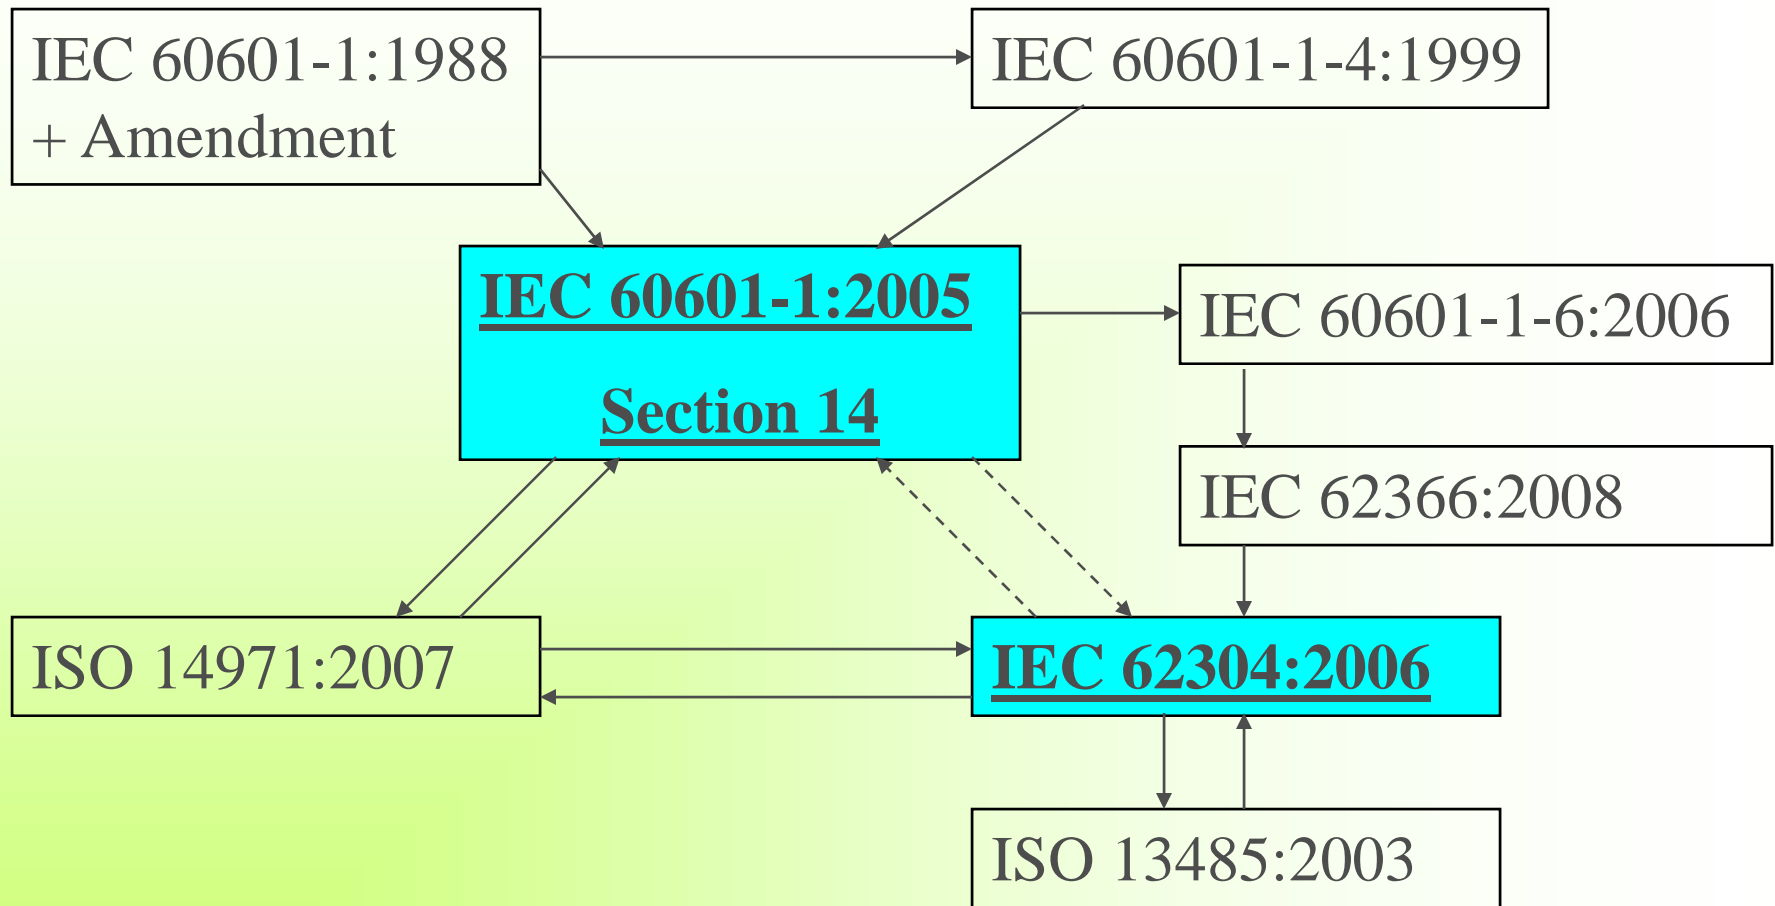 IEC 60601-1:1988
+ Amendment
IEC 60601-1-4:1999
IEC 60601-1:2005
Section 14
IEC 60601-1-6:2006
IEC 62366:2008
ISO 14971:2007
IEC 62304:2006
ISO 13485:2003